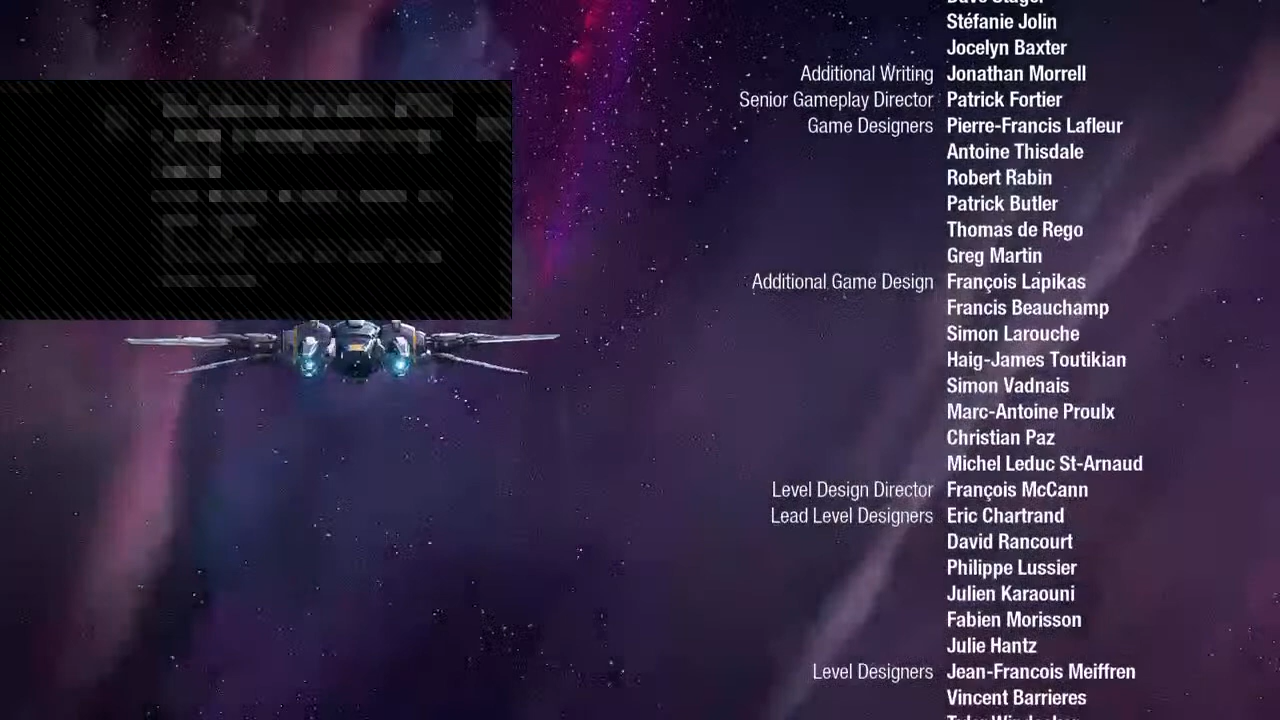 Stéfanie Jolin
Jocelyn Baxter
Additional Writing Jonathan Morrell
Senior Gameplay Director Patrick Fortier
Game Designers Pierre-Francis Lafleur
Antoine Thisdale
Robert Rabin
Patrick Butler
Thomas de Rego
Greg Martin
Additional Game Design François Lapikas
Francis Beauchamp
Simon Larouche
Haig-James Toutikian
Simon Vadnais
Marc-Antoine Proulx
Christian Paz
Michel Leduc St-Arnaud
Level Design Director François McCann
Lead Level Designers Eric Chartrand
David Rancourt
Philippe Lussier
Julien Karaouni
Fabien Morisson
Julie Hantz
Level Designers Jean-Francois Meiffren
Vincent Barrieres